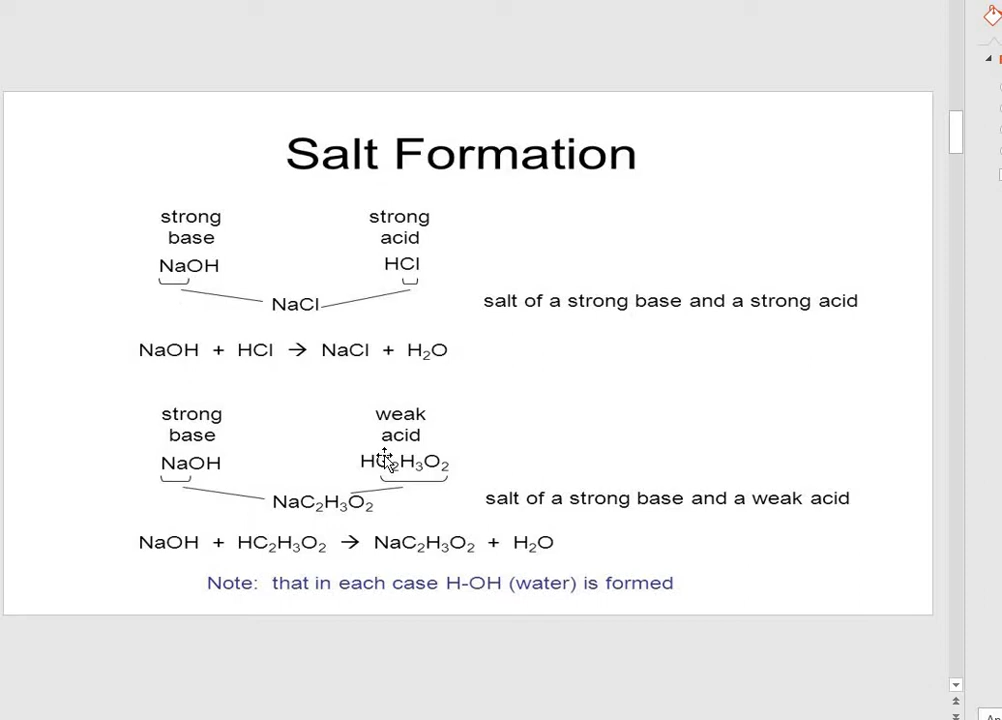 Salt Formation
strong strong
base acid
NaOH HCl
NaCl
salt of a strong base and a strong acid
NaOH + HCl → NaCl + H₂O
strong weak
base acid
NaOH HC₂H₃O₂
NaC₂H₃O₂
salt of a strong base and a weak acid
NaOH + HC₂H₃O₂ → NaC₂H₃O₂ + H₂O
Note: that in each case H-OH (water) is formed